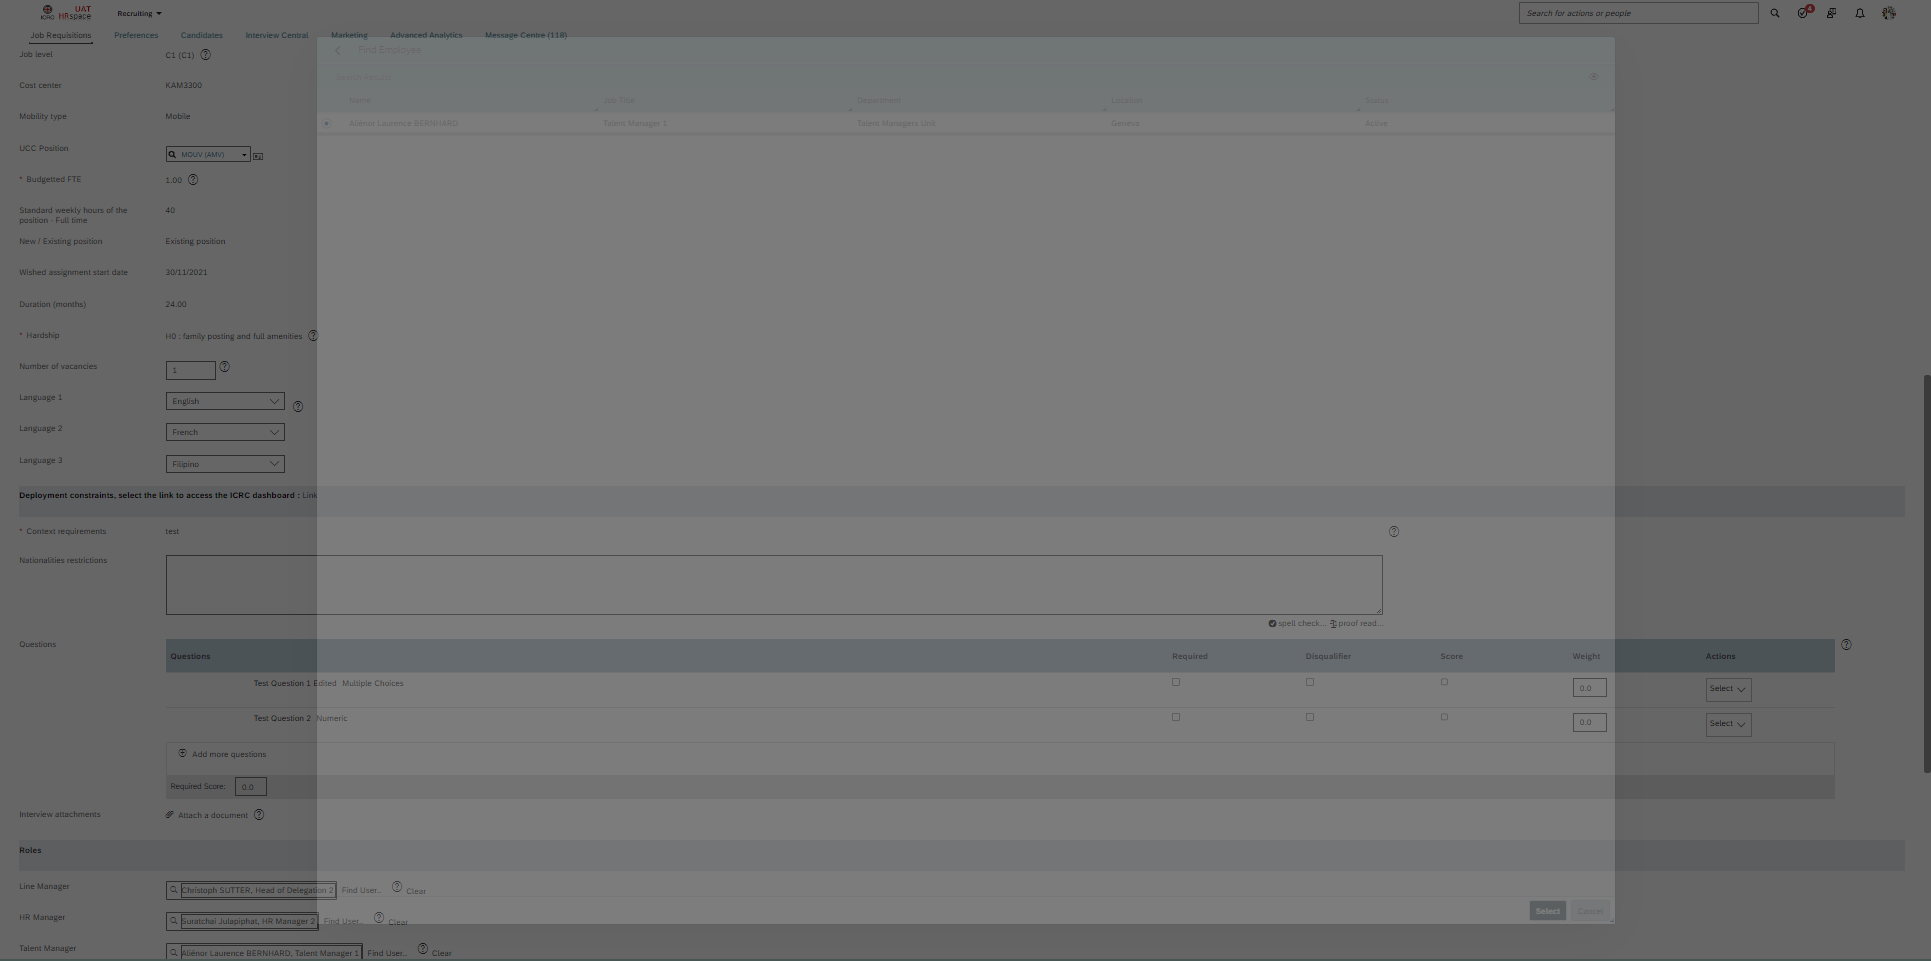 UAT
ICRC HRspace
Recruiting
Search for actions or people
4
Job Requisitions Preferences Candidates Interview Central Marketing Advanced Analytics Message Centre (118)
Find Employee
Job level C1 (C1)
Search Results
Cost center KAM3300
Name Job Title Department Location Status
Mobility type Mobile
Aliénor Laurence BERNHARD Talent Manager 1 Talent Managers Unit Geneva Active
UCC Position MOUV (AMV)
* Budgetted FTE 1.00
Standard weekly hours of the
position - Full time
40
New / Existing position Existing position
Wished assignment start date 30/11/2021
Duration (months) 24.00
* Hardship H0 : family posting and full amenities
Number of vacancies 1
Language 1 English
Language 2 French
Language 3 Filipino
Deployment constraints, select the link to access the ICRC dashboard : Link
* Context requirements test
Nationalities restrictions
spell check... proof read...
Questions
Questions Required Disqualifier Score Weight Actions
Test Question 1 Edited Multiple Choices 0.0 Select
Test Question 2 Numeric 0.0 Select
Add more questions
Required Score: 0.0
Interview attachments Attach a document
Roles
Line Manager Christoph SUTTER, Head of Delegation 2 Find User... Clear
HR Manager Suratchai Julapiphat, HR Manager 2 Find User... Clear
Select Cancel
Talent Manager Aliénor Laurence BERNHARD, Talent Manager 1 Find User... Clear